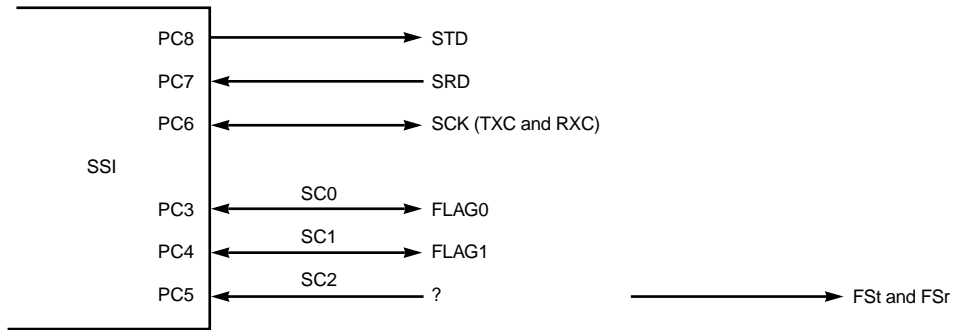 PC8 STD
PC7 SRD
PC6 SCK (TXC and RXC)
SSI
SC0
PC3 FLAG0
SC1
PC4 FLAG1
SC2
PC5 ? FSt and FSr